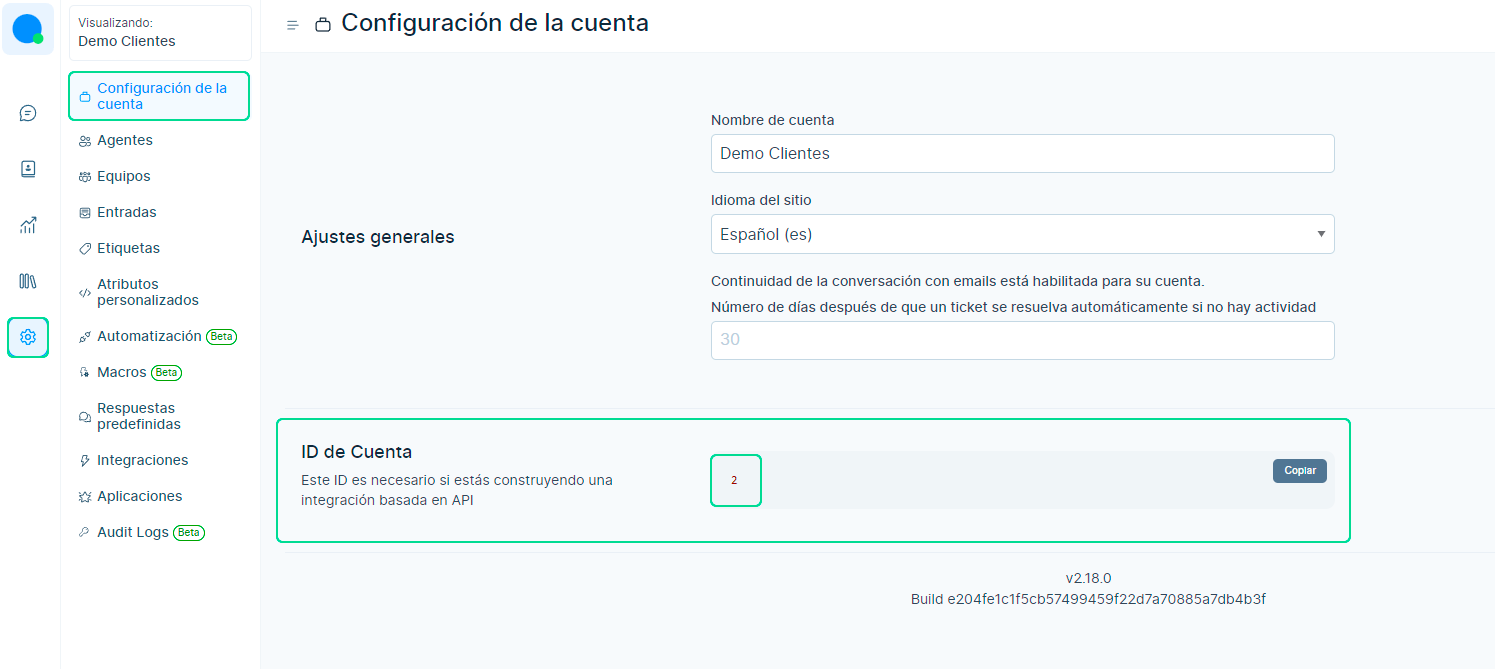 Visualizando:
Demo Clientes
Configuración de la
cuenta
Agentes
Equipos
Entradas
Etiquetas
Atributos
personalizados
Automatización Beta
Macros Beta
Respuestas
predefinidas
Integraciones
Aplicaciones
Audit Logs Beta
Configuración de la cuenta
Ajustes generales
Nombre de cuenta
Demo Clientes
Idioma del sitio
Español (es)
Continuidad de la conversación con emails está habilitada para su cuenta.
Número de días después de que un ticket se resuelva automáticamente si no hay actividad
30
ID de Cuenta
Este ID es necesario si estás construyendo una
integración basada en API
2
Copiar
v2.18.0
Build e204fe1c1f5cb57499459f22d7a70885a7db4b3f